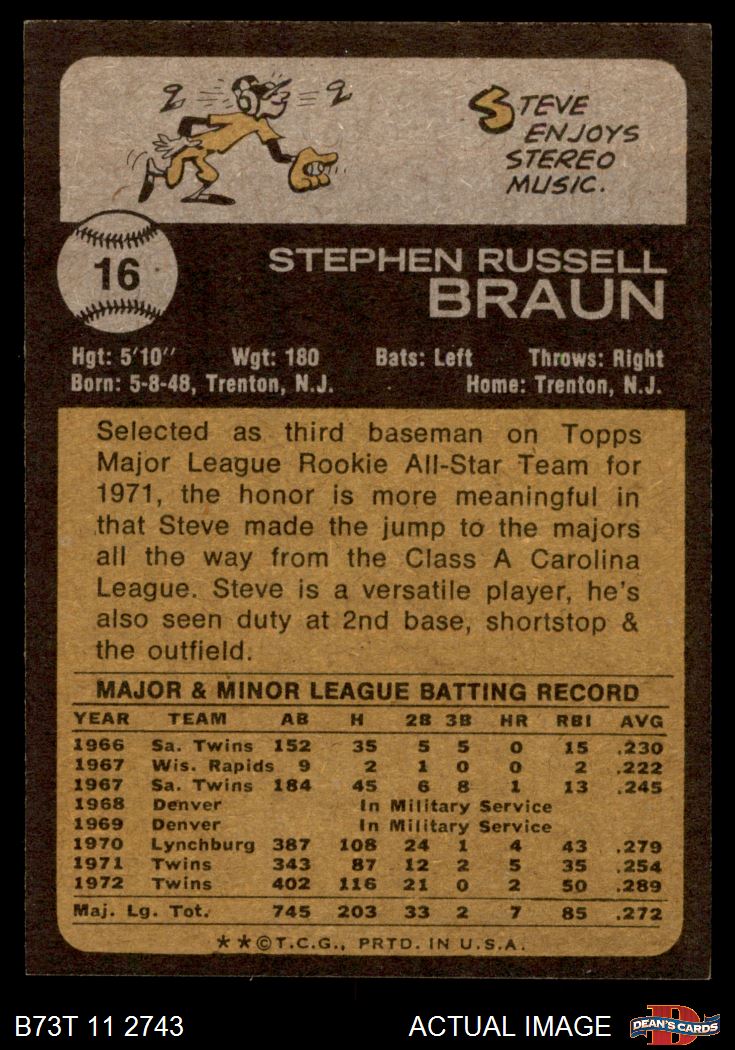 STEVE
ENJOYS
STEREO
MUSIC.
16
STEPHEN RUSSELL
BRAUN
Hgt: 5'10" Wgt: 180 Bats: Left Throws: Right
Born: 5-8-48, Trenton, N.J. Home: Trenton, N.J.
Selected as third baseman on Topps
Major League Rookie All-Star Team for
1971, the honor is more meaningful in
that Steve made the jump to the majors
all the way from the Class A Carolina
League. Steve is a versatile player, he's
also seen duty at 2nd base, shortstop &
the outfield.
MAJOR & MINOR LEAGUE BATTING RECORD
YEAR TEAM AB H 2B 3B HR RBI AVG
1966 Sa. Twins 152 35 5 5 0 15 .230
1967 Wis. Rapids 9 2 1 0 0 2 .222
1967 Sa. Twins 184 45 6 8 1 13 .245
1968 Denver In Military Service
1969 Denver In Military Service
1970 Lynchburg 387 108 24 1 4 43 .279
1971 Twins 343 87 12 2 5 35 .254
1972 Twins 402 116 21 0 2 50 .289
Maj. Lg. Tot. 745 203 33 2 7 85 .272
**©T.C.G., PRTD. IN U.S.A.
B73T 11 2743 ACTUAL IMAGE D DEAN'S CARDS